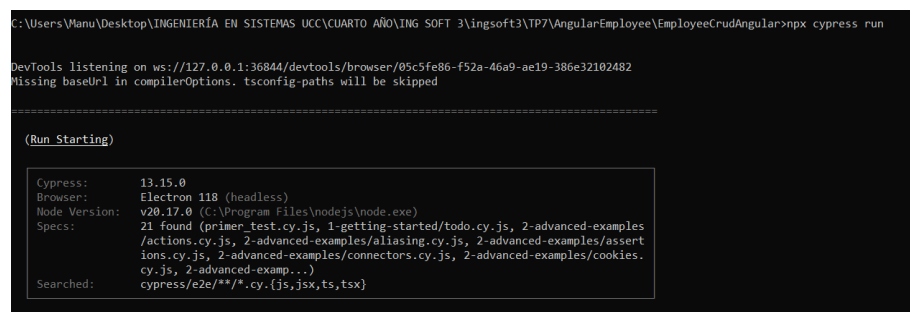 C:\Users\Manu\Desktop\INGENIERÍA EN SISTEMAS UCC\CUARTO AÑO\ING SOFT 3\ingsoft3\TP7\AngularEmployee\EmployeeCrudAngular>npx cypress run
DevTools listening on ws://127.0.0.1:36844/devtools/browser/05c5fe86-f52a-46a9-ae19-386e32102482
Missing baseUrl in compilerOptions. tsconfig-paths will be skipped
====================================================================================================
(Run Starting)
Cypress: 13.15.0
Browser: Electron 118 (headless)
Node Version: v20.17.0 (C:\Program Files\nodejs\node.exe)
Specs: 21 found (primer_test.cy.js, 1-getting-started/todo.cy.js, 2-advanced-examples
/actions.cy.js, 2-advanced-examples/aliasing.cy.js, 2-advanced-examples/assert
ions.cy.js, 2-advanced-examples/connectors.cy.js, 2-advanced-examples/cookies.
cy.js, 2-advanced-examp...)
Searched: cypress/e2e/**/*.cy.{js,jsx,ts,tsx}